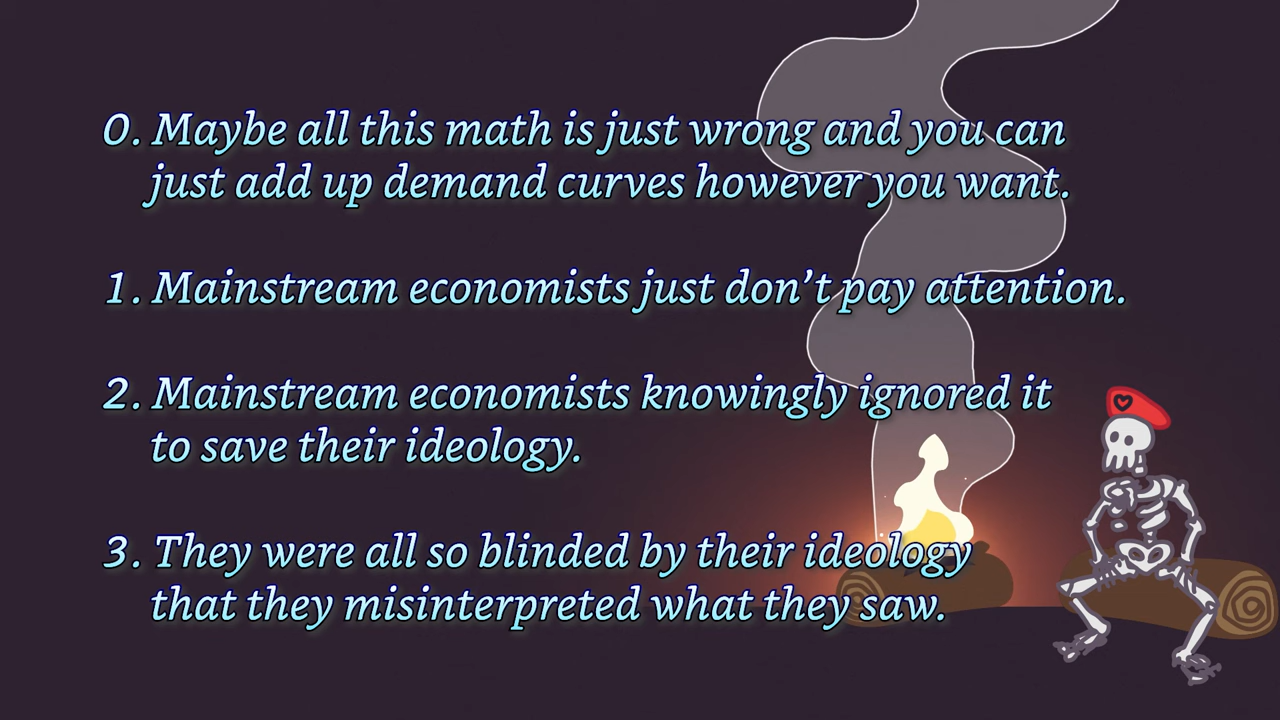 0. Maybe all this math is just wrong and you can
just add up demand curves however you want.
1. Mainstream economists just don’t pay attention.
2. Mainstream economists knowingly ignored it
to save their ideology.
3. They were all so blinded by their ideology
that they misinterpreted what they saw.